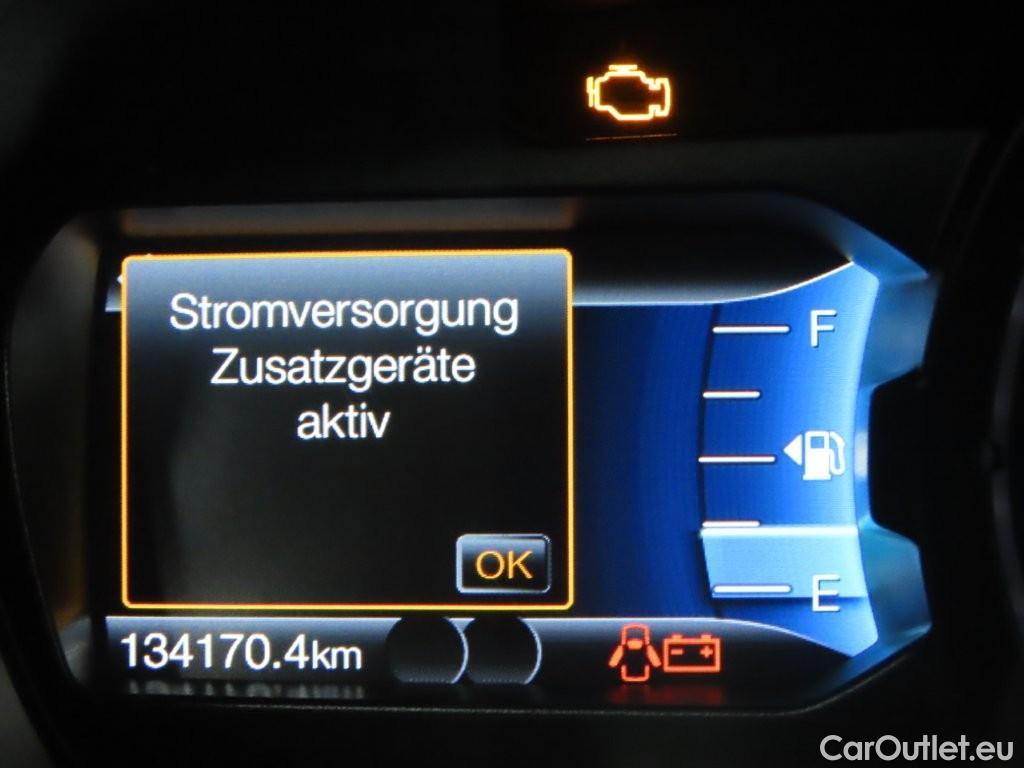 Stromversorgung
Zusatzgeräte
aktiv
OK
F
E
134170.4km
CarOutlet.eu